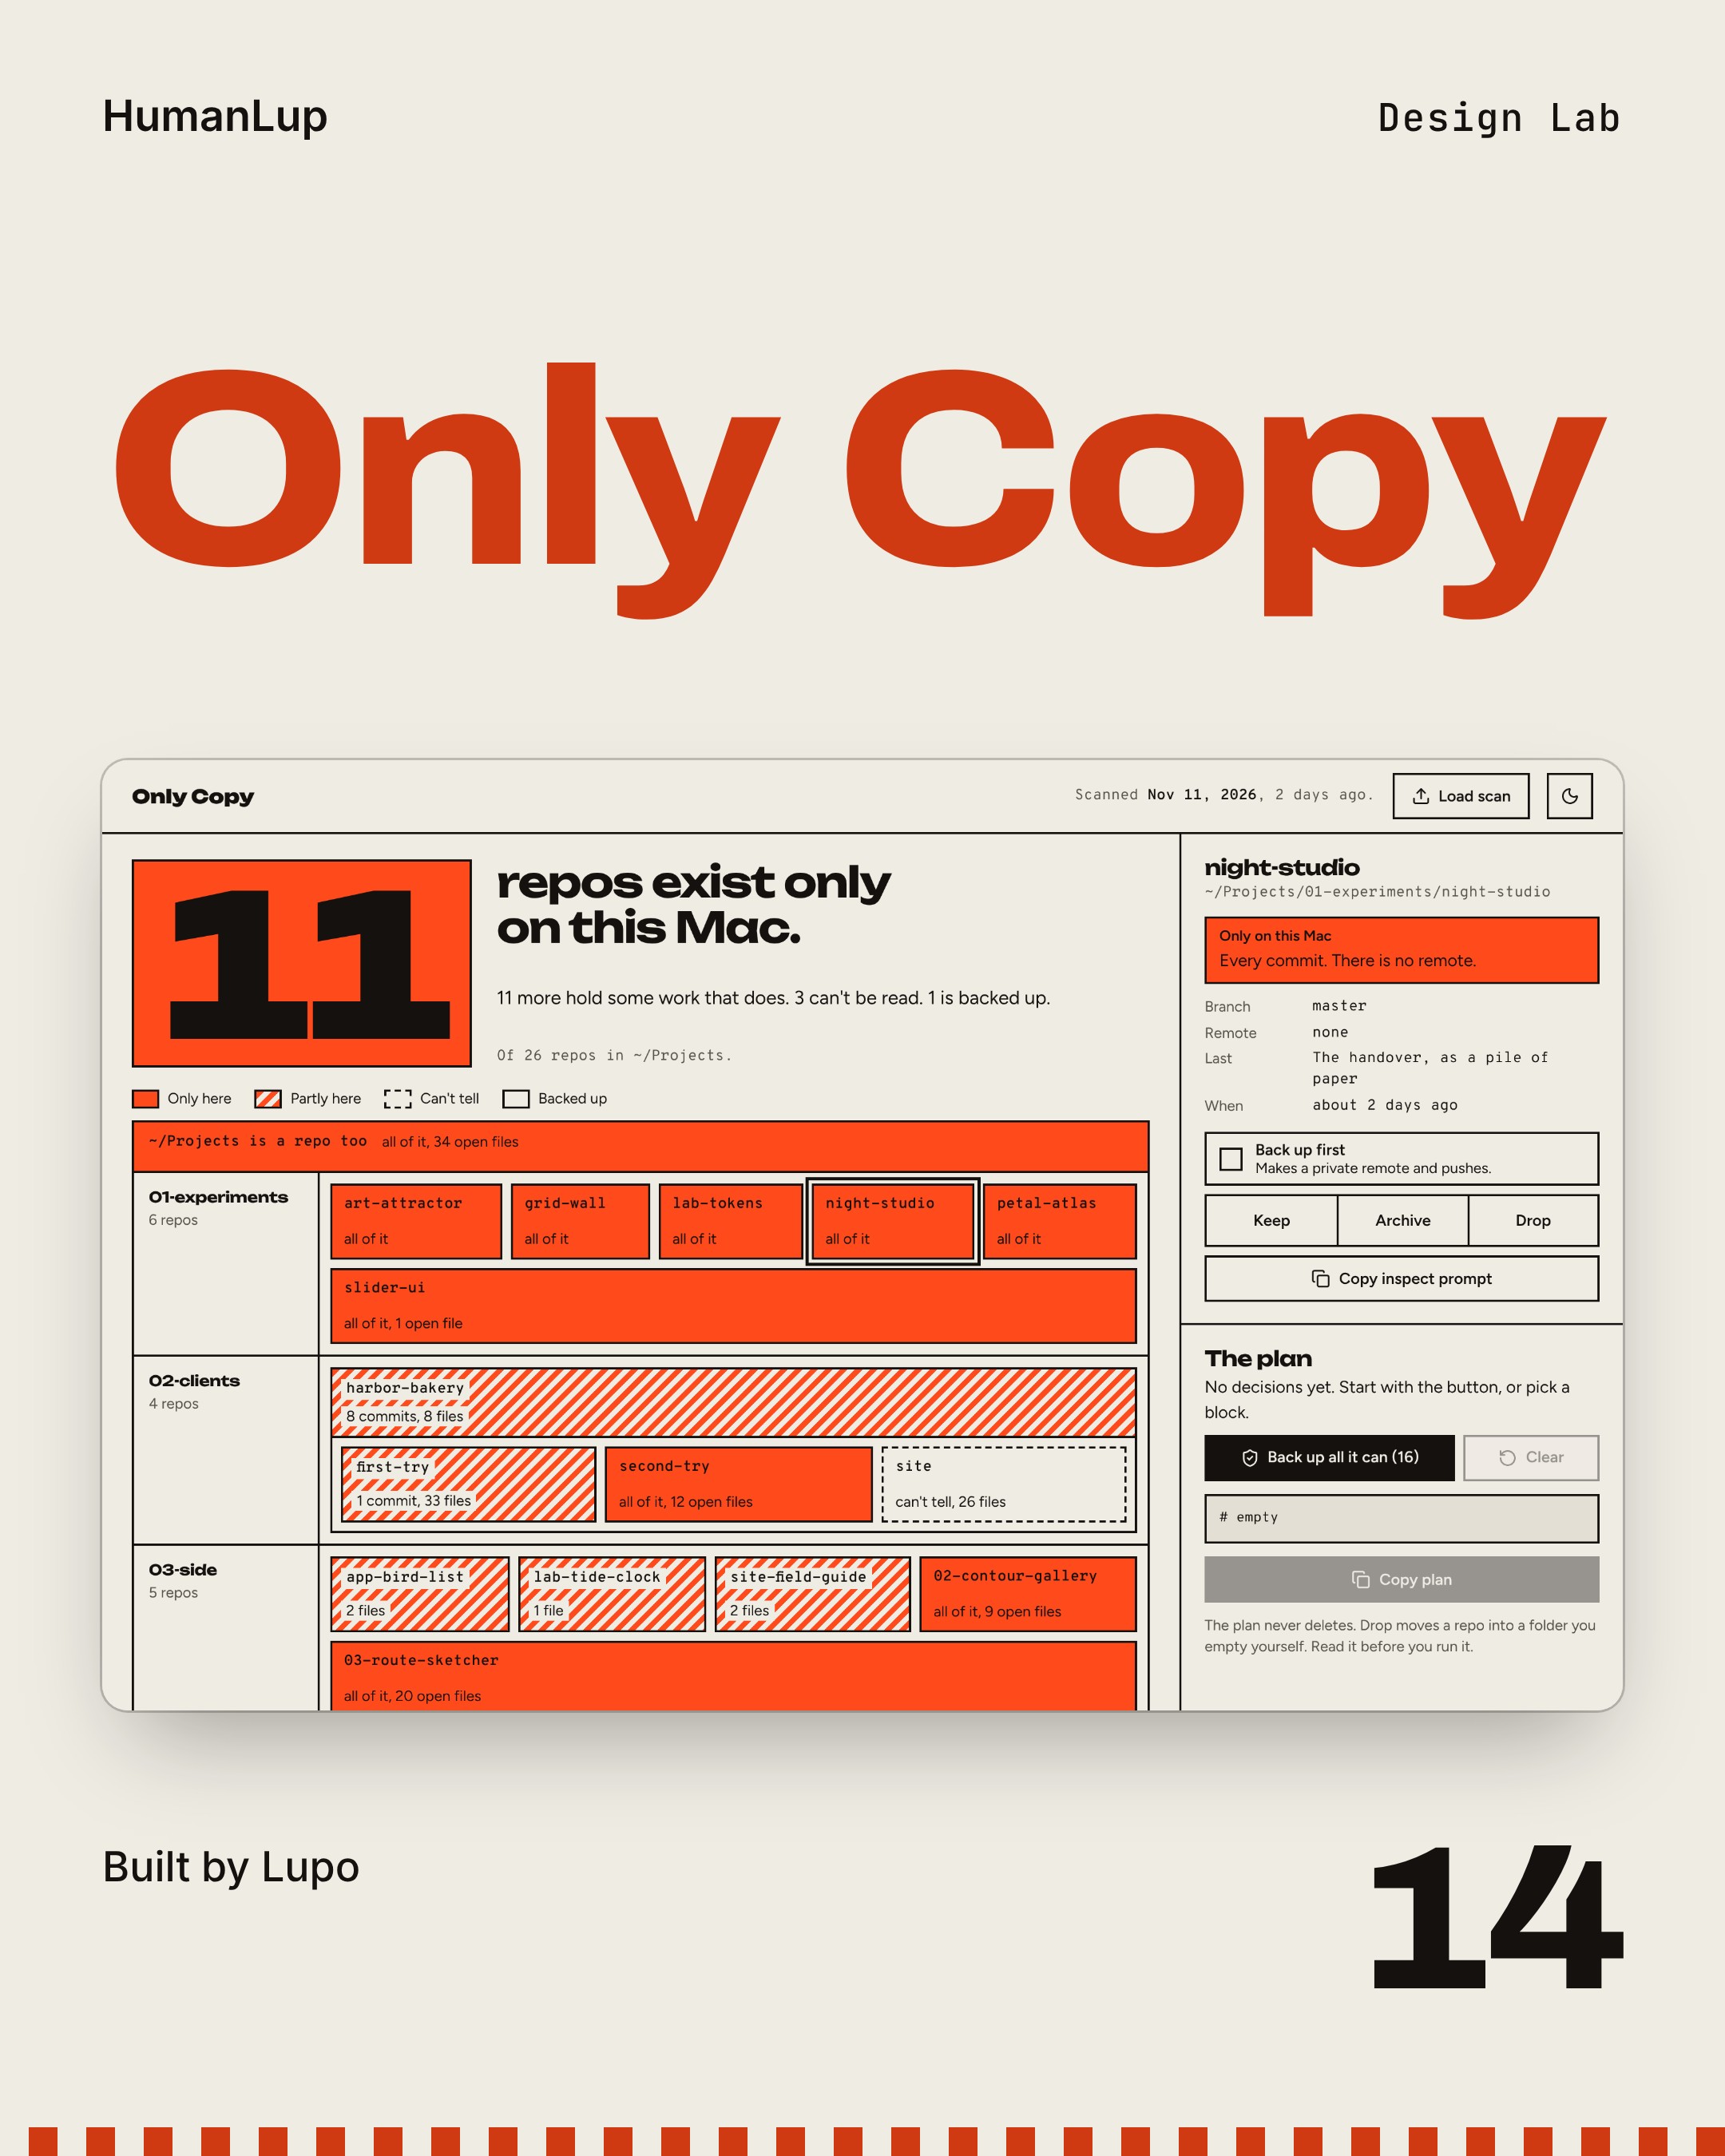 HumanLup
Design Lab
Only Copy
Only Copy
Scanned Nov 11, 2026, 2 days ago.
Load scan
11
repos exist only
on this Mac.
11 more hold some work that does. 3 can't be read. 1 is backed up.
Of 26 repos in ~/Projects.
Only here
Partly here
Can't tell
Backed up
~/Projects is a repo too all of it, 34 open files
01-experiments
6 repos
art-attractor
all of it
grid-wall
all of it
lab-tokens
all of it
night-studio
all of it
petal-atlas
all of it
slider-ui
all of it, 1 open file
02-clients
4 repos
harbor-bakery
8 commits, 8 files
first-try
1 commit, 33 files
second-try
all of it, 12 open files
site
can't tell, 26 files
03-side
5 repos
app-bird-list
2 files
lab-tide-clock
1 file
site-field-guide
2 files
02-contour-gallery
all of it, 9 open files
03-route-sketcher
all of it, 20 open files
night-studio
~/Projects/01-experiments/night-studio
Only on this Mac
Every commit. There is no remote.
Branch master
Remote none
Last The handover, as a pile of
paper
When about 2 days ago
Back up first
Makes a private remote and pushes.
Keep
Archive
Drop
Copy inspect prompt
The plan
No decisions yet. Start with the button, or pick a
block.
Back up all it can (16)
Clear
# empty
Copy plan
The plan never deletes. Drop moves a repo into a folder you
empty yourself. Read it before you run it.
Built by Lupo
14